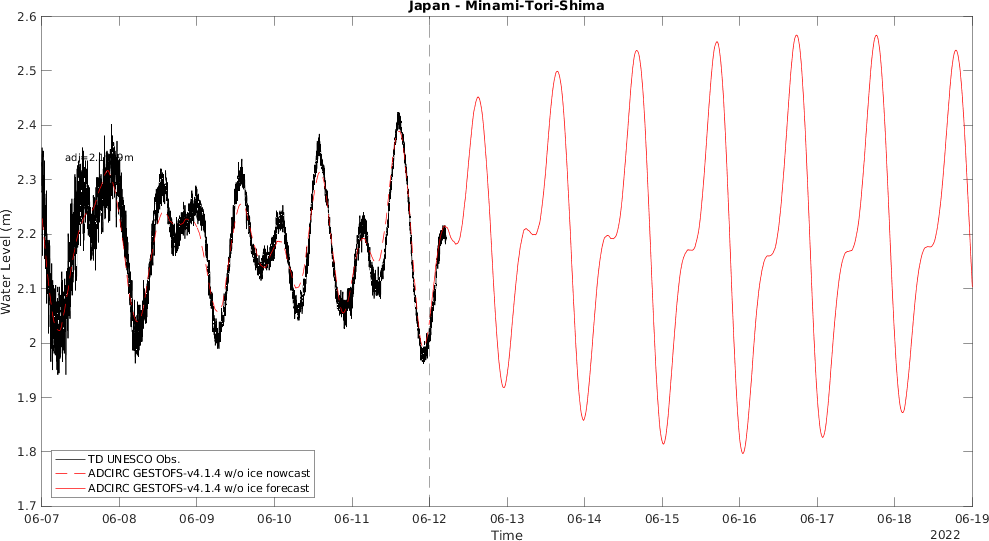 Japan - Minami-Tori-Shima
Water Level (m)
2.6
2.5
2.4
2.3
2.2
2.1
2
1.9
1.8
1.7
TD UNESCO Obs.
ADCIRC GESTOFS-v4.1.4 w/o ice nowcast
ADCIRC GESTOFS-v4.1.4 w/o ice forecast
06-07 06-08 06-09 06-10 06-11 06-12 06-13 06-14 06-15 06-16 06-17 06-18 06-19
Time
2022